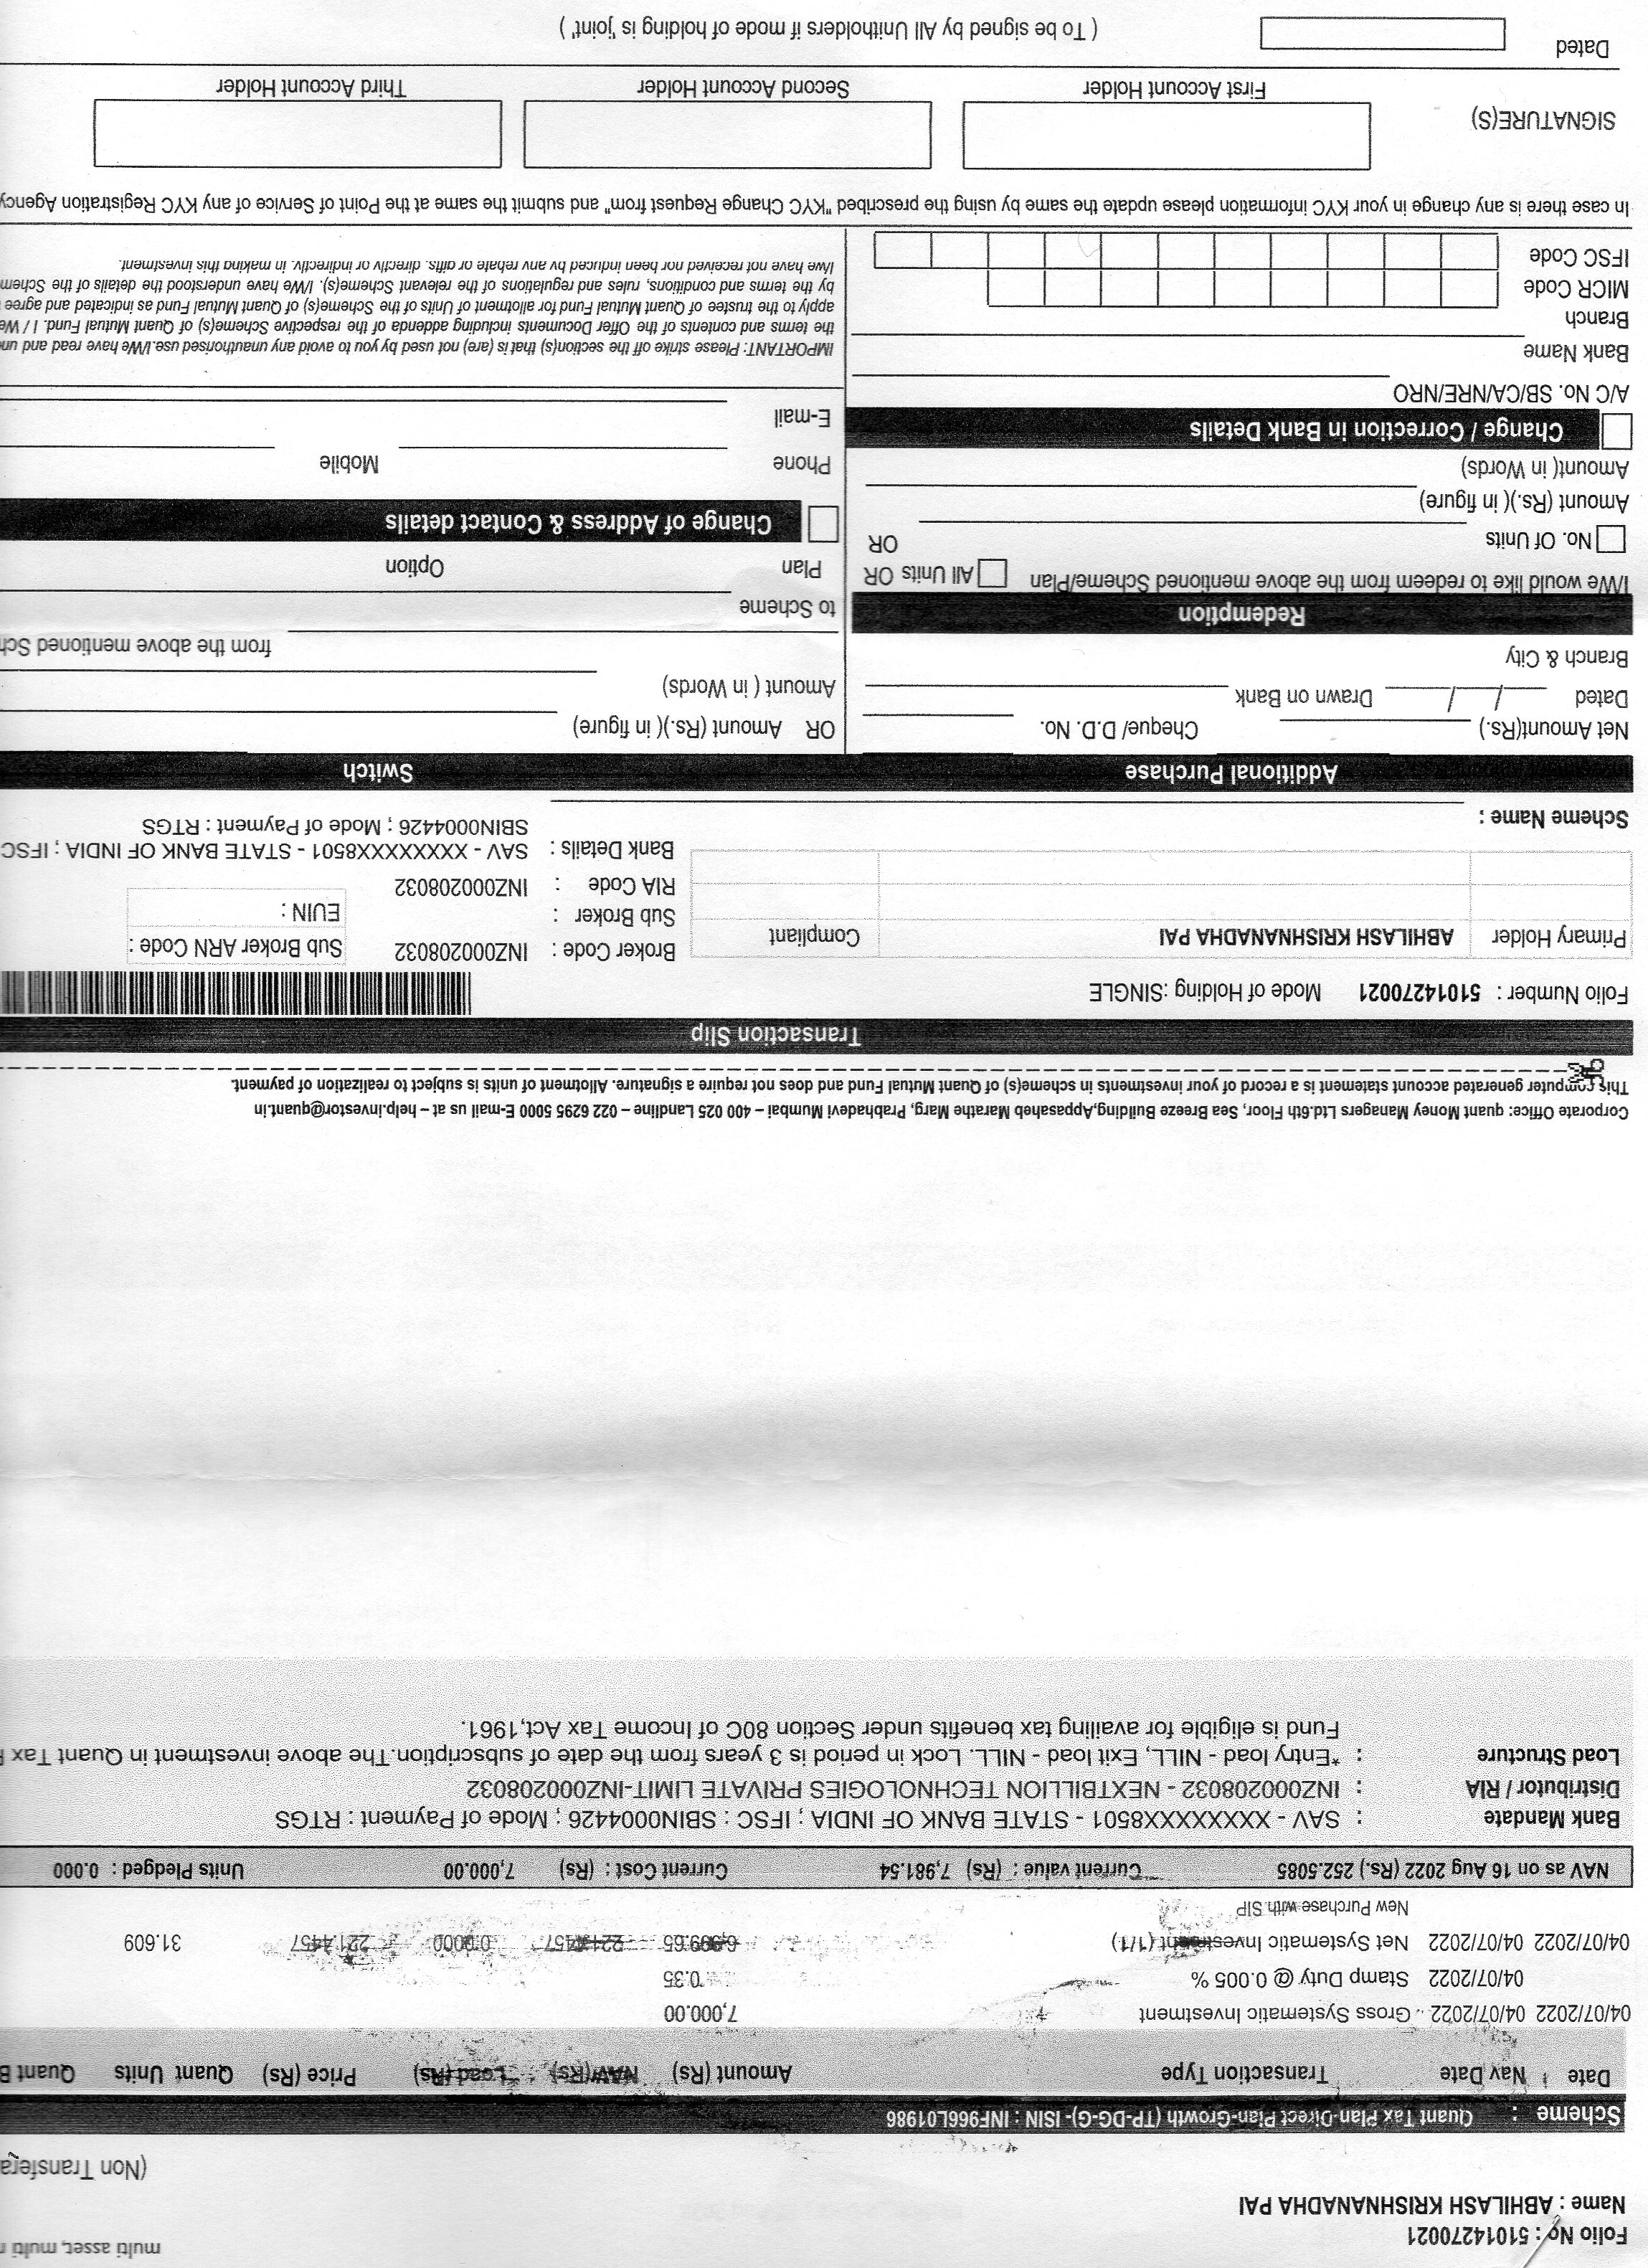 multi asset, multi
Folio No : 51014270021
Name : ABHILASH KRISHNANADHA PAI
(Non Transfera
Scheme : Quant Tax Plan-Direct Plan-Growth (TP-DG-G)- ISIN : INF966L01986
Date Nav Date Transaction Type Amount (Rs) NAV (Rs) Load (Rs) Price (Rs) Quant Units Quant B
04/07/2022 04/07/2022 Gross Systematic Investment 7,000.00
04/07/2022 Stamp Duty @ 0.005 % 0.35
04/07/2022 04/07/2022 Net Systematic Investment (1/1) 6,999.65 221.4457 0.0000 221.4457 31.609
New Purchase with SIP
NAV as on 16 Aug 2022 (Rs.) 252.5085 Current value : (Rs) 7,981.54 Current Cost : (Rs) 7,000.00 Units Pledged : 0.000
Bank Mandate : SAV - XXXXXXXXX8501 - STATE BANK OF INDIA ; IFSC : SBIN0004426 ; Mode of Payment : RTGS
Distributor / RIA : INZ000208032 - NEXTBILLION TECHNOLOGIES PRIVATE LIMIT-INZ000208032
Load Structure : *Entry load - NILL, Exit load - NILL. Lock in period is 3 years from the date of subscription.The above investment in Quant Tax P
Fund is eligible for availing tax benefits under Section 80C of Income Tax Act,1961.
Corporate Office: quant Money Managers Ltd.6th Floor, Sea Breeze Building,Appasaheb Marathe Marg, Prabhadevi Mumbai – 400 025 Landline – 022 6295 5000 E-mail us at – help.investor@quant.in
This computer generated account statement is a record of your investments in scheme(s) of Quant Mutual Fund and does not require a signature. Allotment of units is subject to realization of payment.
Transaction Slip
Folio Number : 51014270021 Mode of Holding :SINGLE
Primary Holder ABHILASH KRISHNANADHA PAI Compliant
Broker Code : INZ000208032 Sub Broker ARN Code :
Sub Broker : EUIN :
RIA Code : INZ000208032
Bank Details : SAV - XXXXXXXXX8501 - STATE BANK OF INDIA ; IFSC
SBIN0004426 ; Mode of Payment : RTGS
Scheme Name :
Additional Purchase
Net Amount(Rs.) Cheque/ D.D. No.
Dated / / Drawn on Bank
Branch & City
Redemption
I/We would like to redeem from the above mentioned Scheme/Plan All Units OR
No. Of Units OR
Amount (Rs.)( in figure)
Amount( in Words)
Change / Correction in Bank Details
A/C No. SB/CA/NRE/NRO
Bank Name
Branch
MICR Code
IFSC Code
Switch
OR Amount (Rs.)( in figure)
Amount ( in Words)
from the above mentioned Sch
to Scheme
Plan Option
Change of Address & Contact details
Phone Mobile
E-mail
IMPORTANT: Please strike off the section(s) that is (are) not used by you to avoid any unauthorised use.I/We have read and un
the terms and contents of the Offer Documents including addenda of the respective Scheme(s) of Quant Mutual Fund. I / We
apply to the trustee of Quant Mutual Fund for allotment of Units of the Scheme(s) of Quant Mutual Fund as indicated and agree
by the terms and conditions, rules and regulations of the relevant Scheme(s). I/We have understood the details of the Schem
I/we have not received nor been induced by any rebate or gifts, directly or indirectly, in making this investment.
In case there is any change in your KYC information please update the same by using the prescribed "KYC Change Request from" and submit the same at the Point of Service of any KYC Registration Agency
SIGNATURE(S)
First Account Holder Second Account Holder Third Account Holder
Dated ( To be signed by All Unitholders if mode of holding is 'joint' )